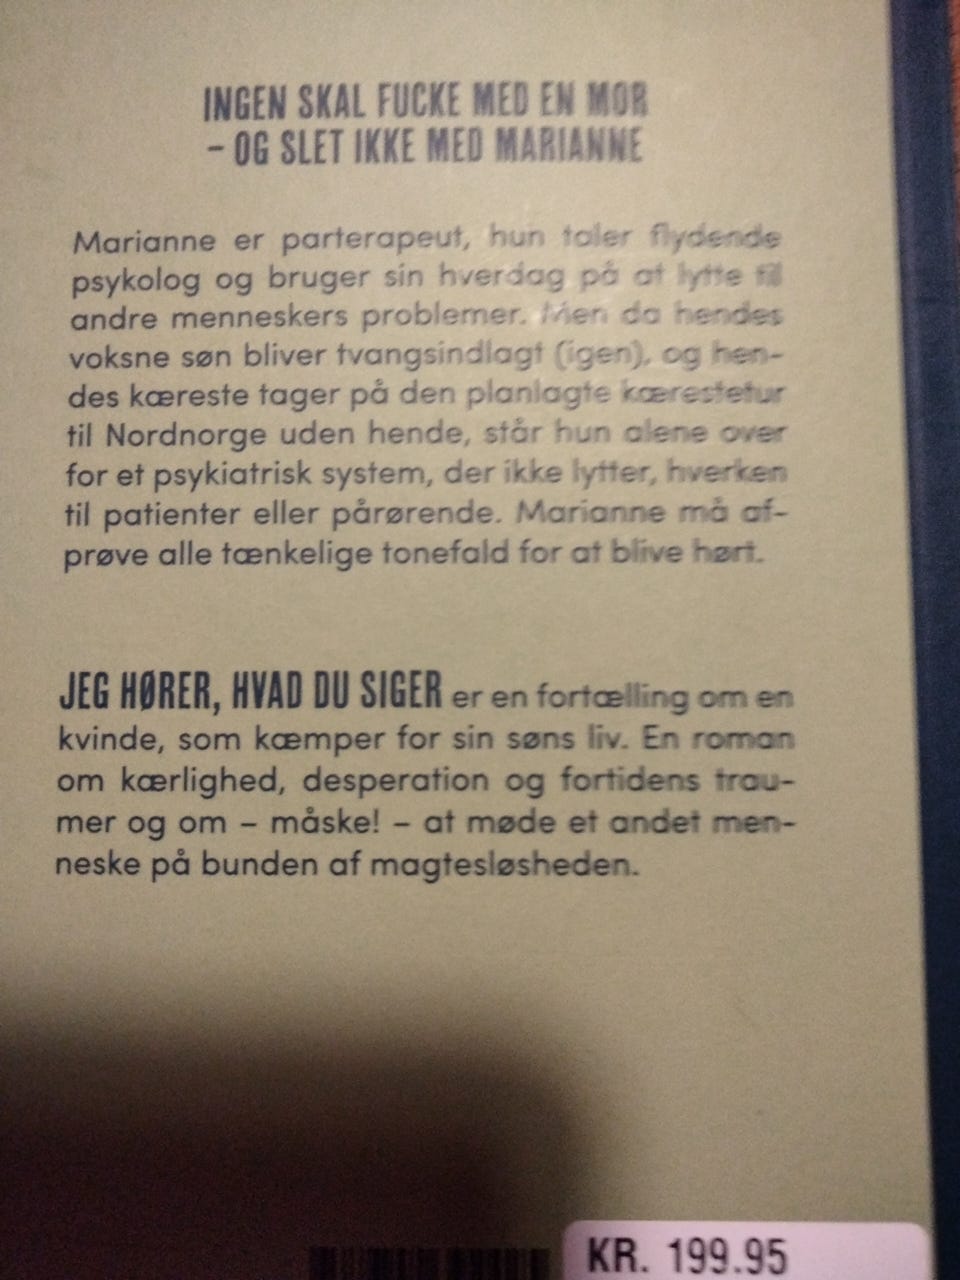 INGEN SKAL FUCKE MED EN MOR
– OG SLET IKKE MED MARIANNE
Marianne er parterapeut, hun taler flydende
psykolog og bruger sin hverdag på at lytte til
andre menneskers problemer. Men da hendes
voksne søn bliver tvangsindlagt (igen), og hen-
des kæreste tager på den planlagte kærestetur
til Nordnorge uden hende, står hun alene over
for et psykiatrisk system, der ikke lytter, hverken
til patienter eller pårørende. Marianne må af-
prøve alle tænkelige tonefald for at blive hørt.
JEG HØRER, HVAD DU SIGER er en fortælling om en
kvinde, som kæmper for sin søns liv. En roman
om kærlighed, desperation og fortidens trau-
mer og om – måske! – at møde et andet men-
neske på bunden af magtesløsheden.
KR. 199.95